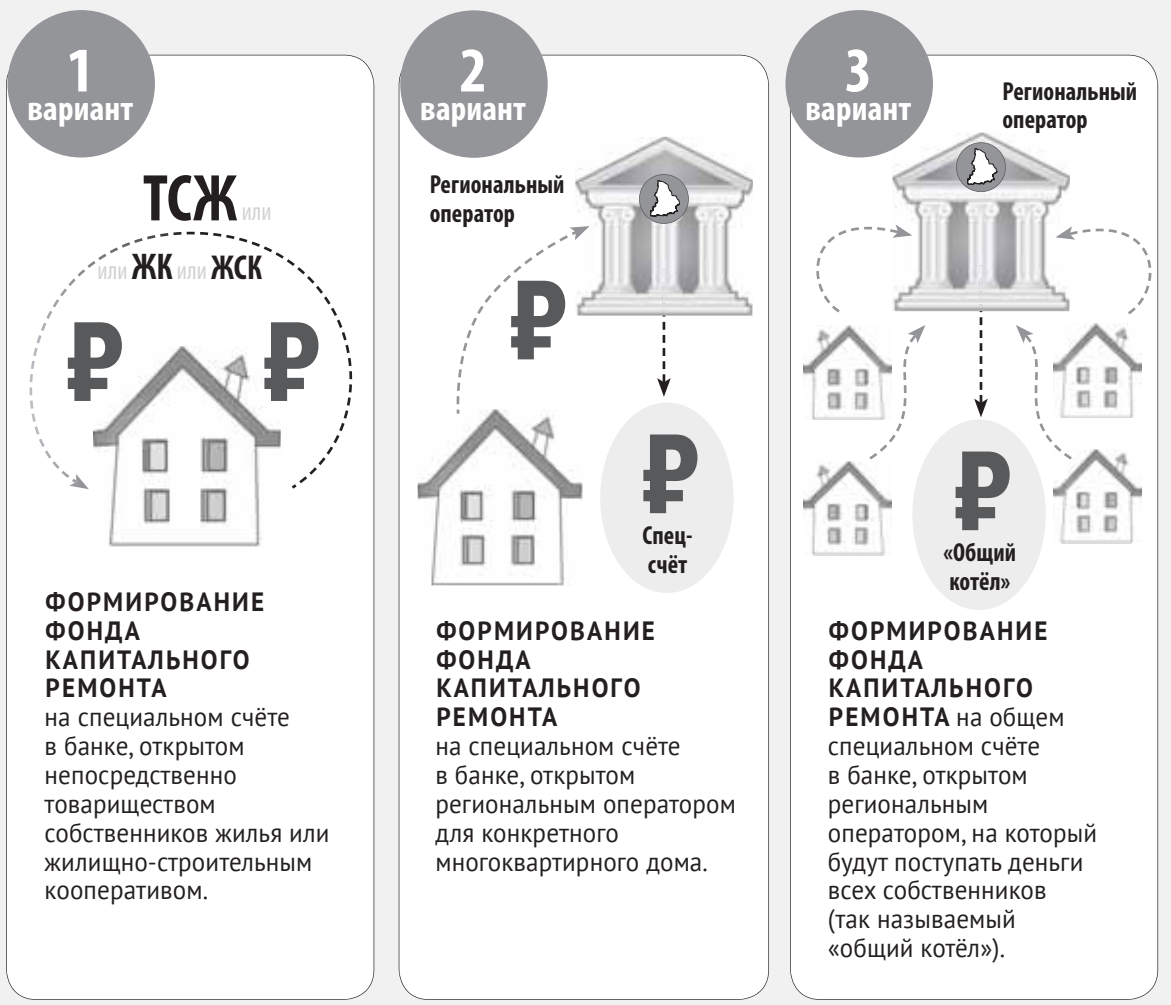 1
вариант
ТСЖ или
или ЖК или ЖСК
₽ ₽
ФОРМИРОВАНИЕ
ФОНДА
КАПИТАЛЬНОГО
РЕМОНТА
на специальном счёте
в банке, открытом
непосредственно
товариществом
собственников жилья или
жилищно-строительным
кооперативом.
2
вариант
Региональный
оператор
₽
₽
Спец-
счёт
ФОРМИРОВАНИЕ
ФОНДА
КАПИТАЛЬНОГО
РЕМОНТА
на специальном счёте
в банке, открытом
региональным оператором
для конкретного
многоквартирного дома.
3
вариант
Региональный
оператор
₽
«Общий
котёл»
ФОРМИРОВАНИЕ
ФОНДА
КАПИТАЛЬНОГО
РЕМОНТА на общем
специальном счёте
в банке, открытом
региональным
оператором, на который
будут поступать деньги
всех собственников
(так называемый
«общий котёл»).